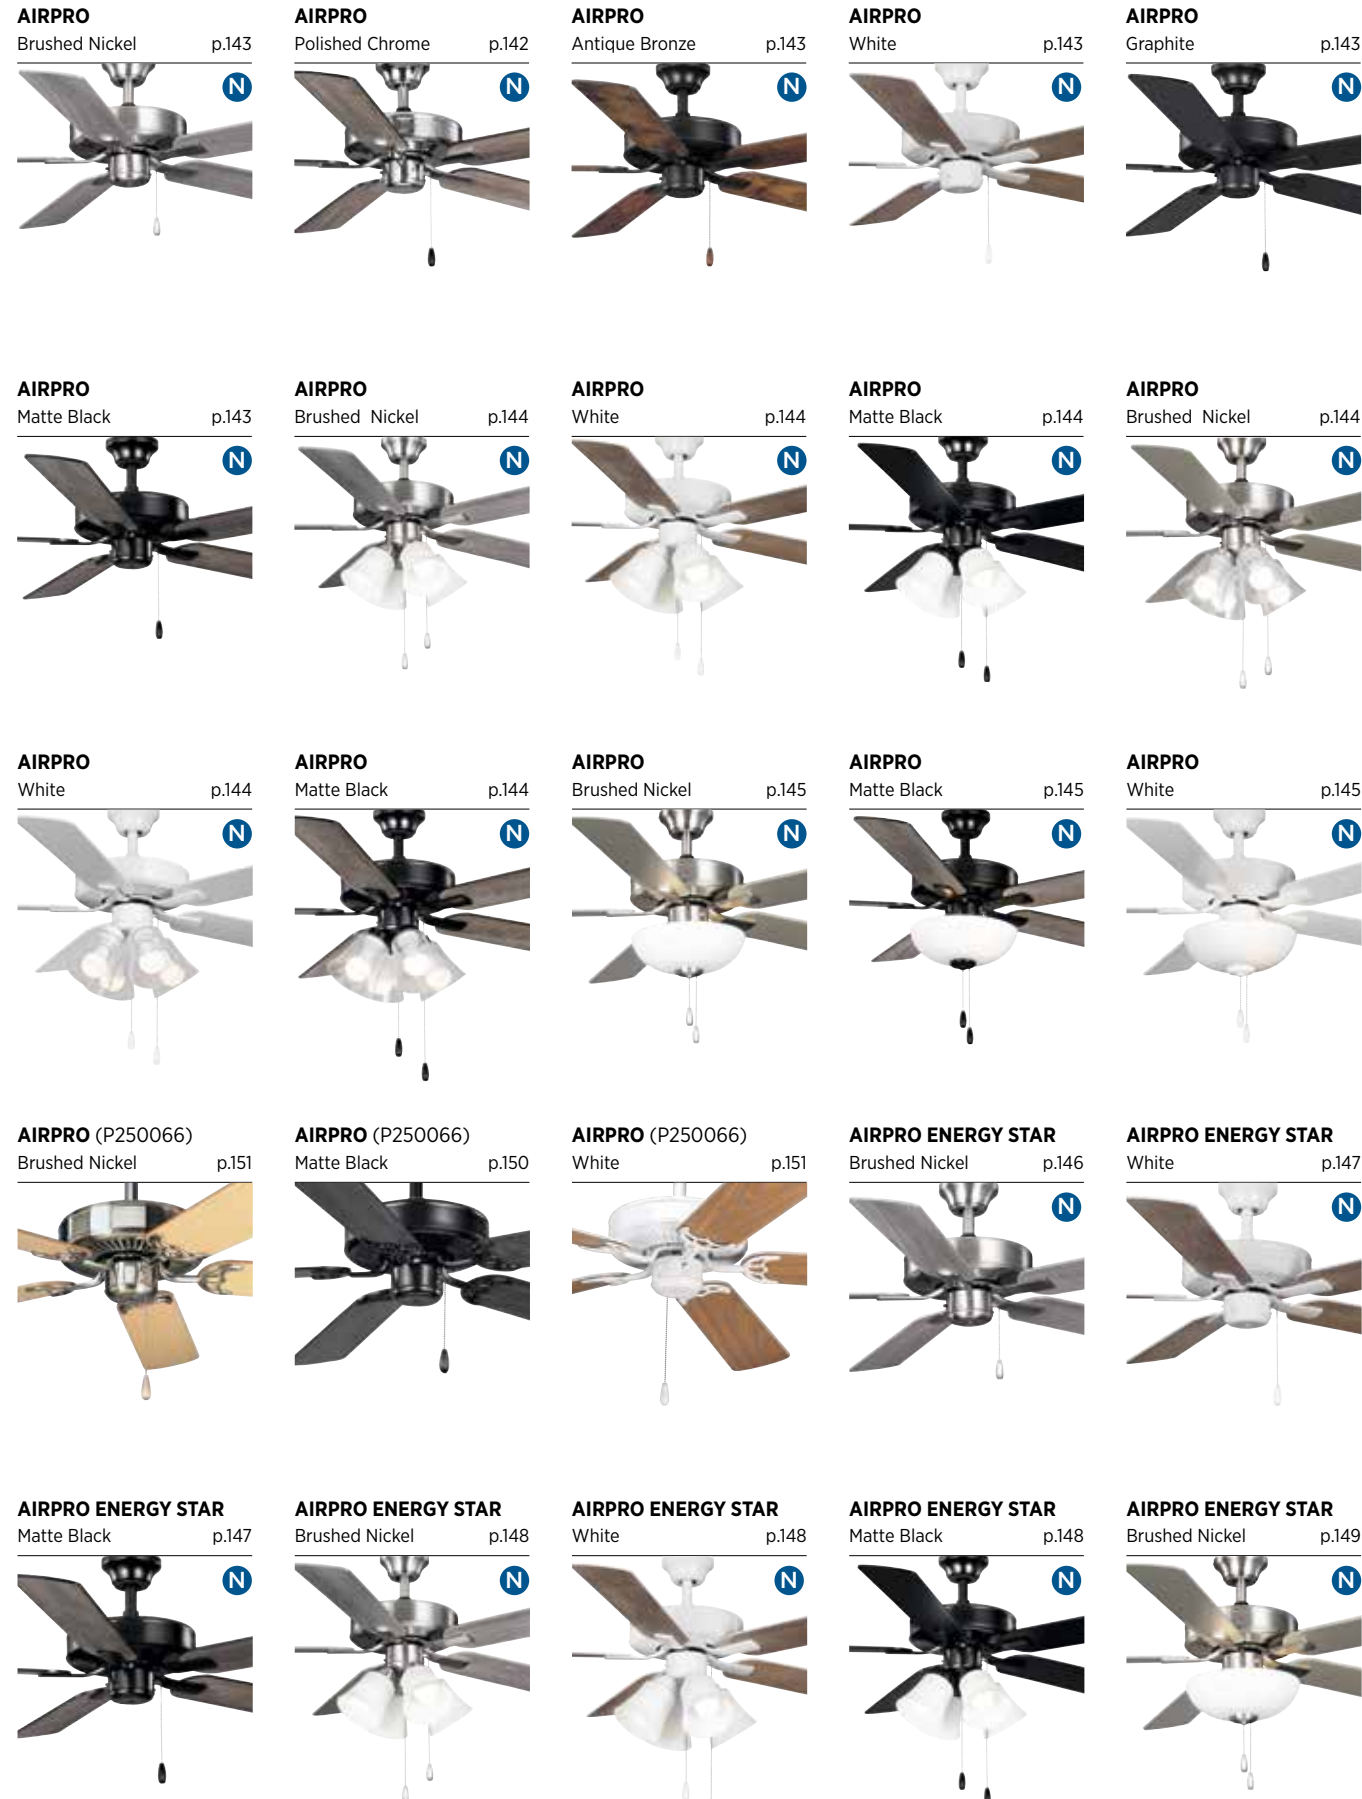 AIRPRO
Brushed Nickel p.143
N
AIRPRO
Polished Chrome p.142
N
AIRPRO
Antique Bronze p.143
N
AIRPRO
White p.143
N
AIRPRO
Graphite p.143
N
AIRPRO
Matte Black p.143
N
AIRPRO
Brushed Nickel p.144
N
AIRPRO
White p.144
N
AIRPRO
Matte Black p.144
N
AIRPRO
Brushed Nickel p.144
N
AIRPRO
White p.144
N
AIRPRO
Matte Black p.144
N
AIRPRO
Brushed Nickel p.145
N
AIRPRO
Matte Black p.145
N
AIRPRO
White p.145
N
AIRPRO (P250066)
Brushed Nickel p.151
AIRPRO (P250066)
Matte Black p.150
AIRPRO (P250066)
White p.151
AIRPRO ENERGY STAR
Brushed Nickel p.146
N
AIRPRO ENERGY STAR
White p.147
N
AIRPRO ENERGY STAR
Matte Black p.147
N
AIRPRO ENERGY STAR
Brushed Nickel p.148
N
AIRPRO ENERGY STAR
White p.148
N
AIRPRO ENERGY STAR
Matte Black p.148
N
AIRPRO ENERGY STAR
Brushed Nickel p.149
N